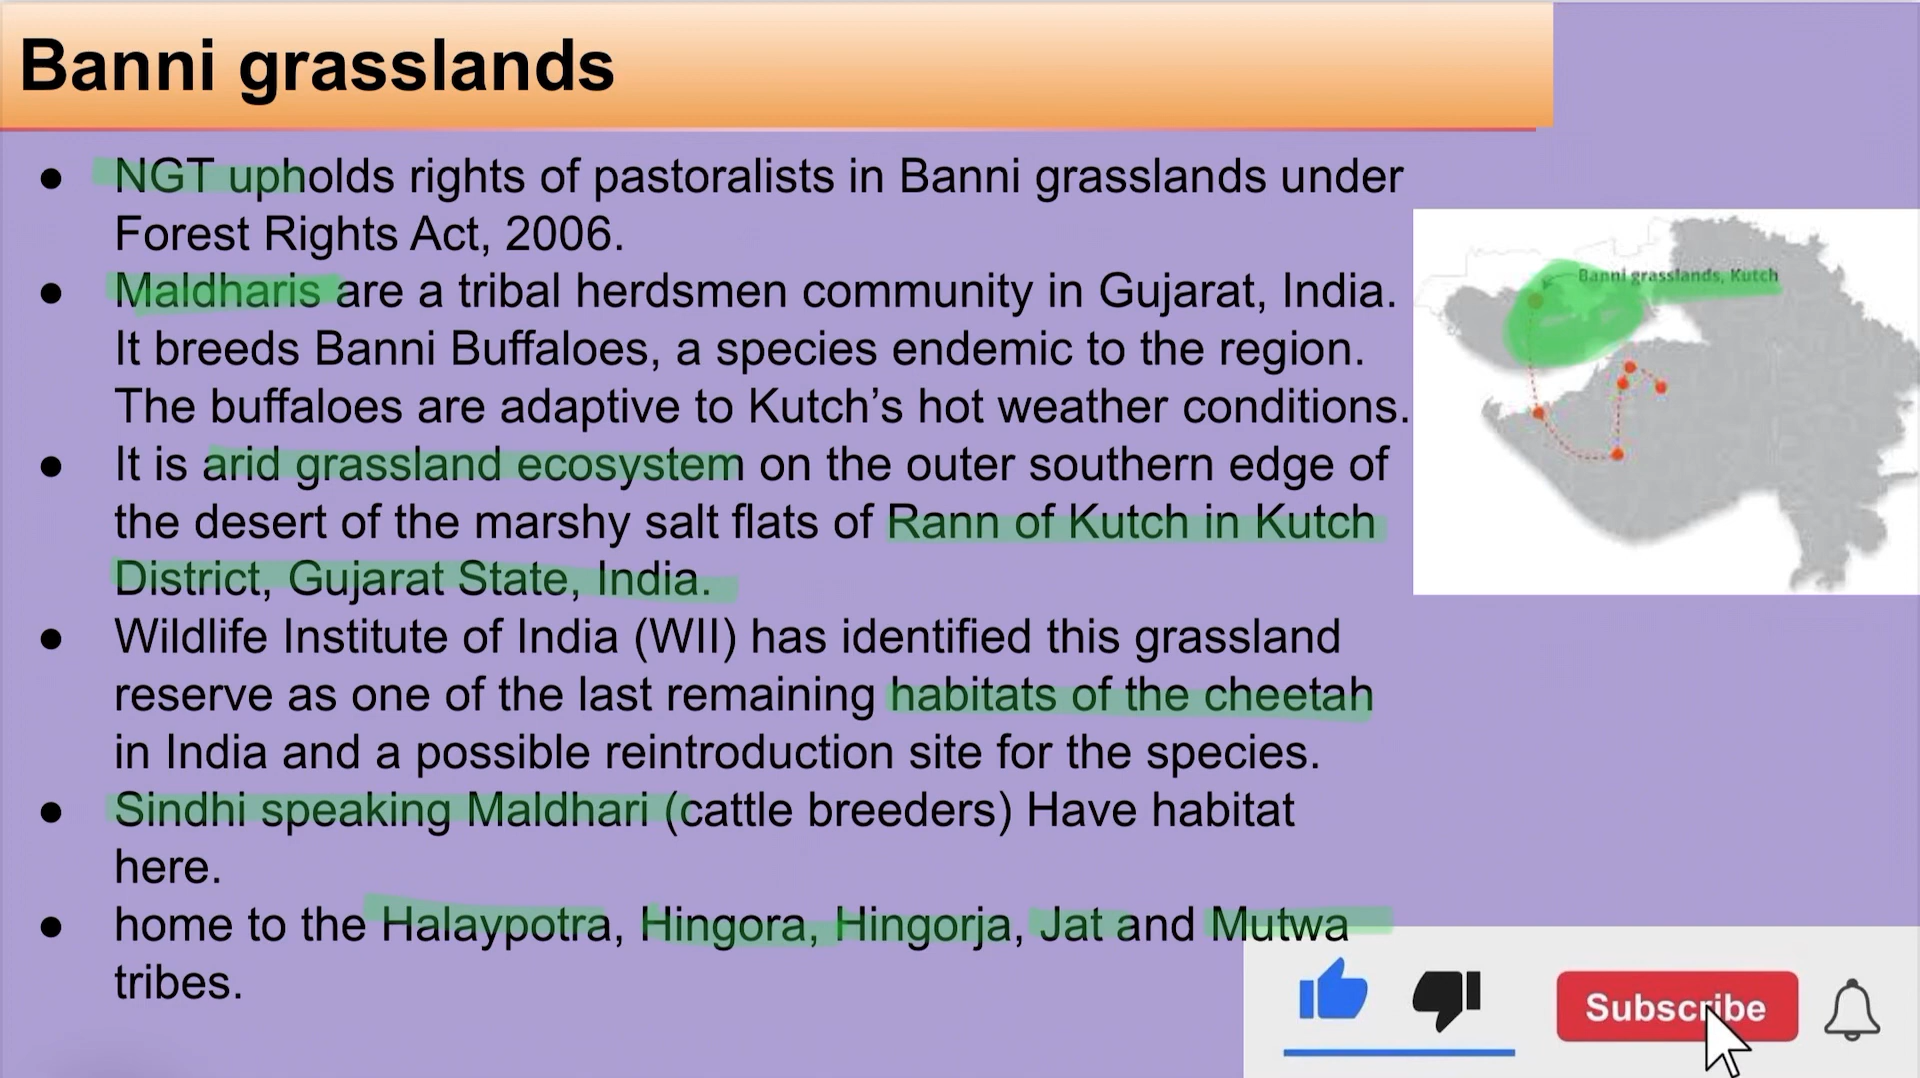 Banni grasslands
● NGT upholds rights of pastoralists in Banni grasslands under
Forest Rights Act, 2006.
● Maldharis are a tribal herdsmen community in Gujarat, India.
It breeds Banni Buffaloes, a species endemic to the region.
The buffaloes are adaptive to Kutch’s hot weather conditions.
● It is arid grassland ecosystem on the outer southern edge of
the desert of the marshy salt flats of Rann of Kutch in Kutch
District, Gujarat State, India.
● Wildlife Institute of India (WII) has identified this grassland
reserve as one of the last remaining habitats of the cheetah
in India and a possible reintroduction site for the species.
● Sindhi speaking Maldhari (cattle breeders) Have habitat
here.
● home to the Halaypotra, Hingora, Hingorja, Jat and Mutwa
tribes.
Banni grasslands, Kutch
Subscribe